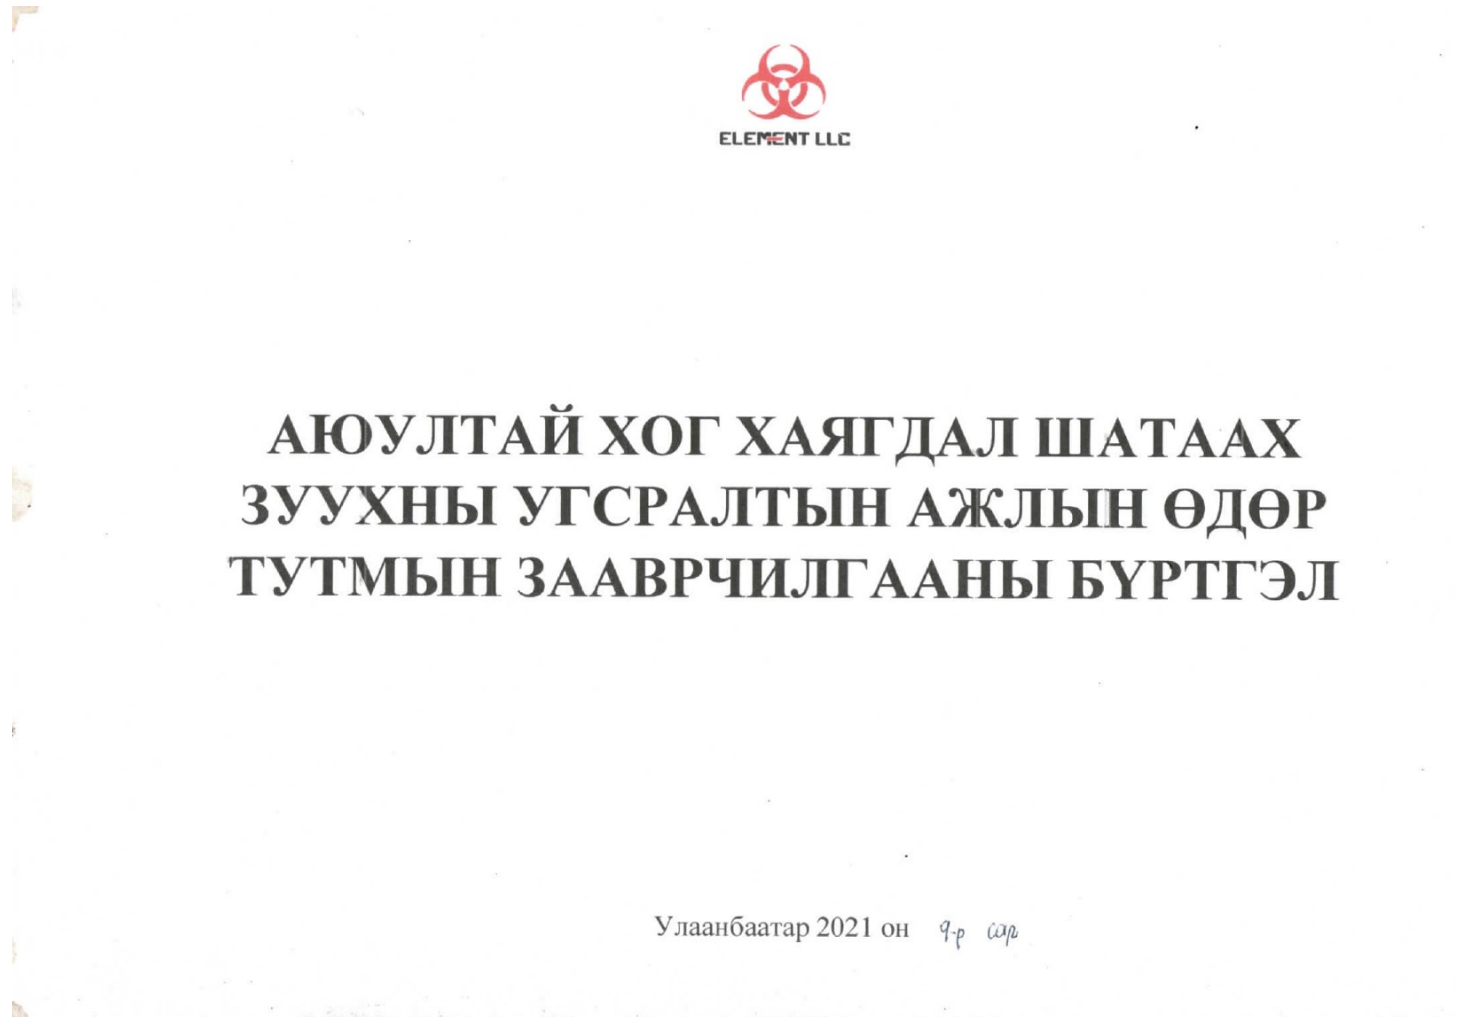 ELEMENT LLC
АЮУЛТАЙ ХОГ ХАЯГДАЛ ШАТААХ
ЗУУХНЫ УГСРАЛТЫН АЖЛЫН ӨДӨР
ТУТМЫН ЗААВРЧИЛГААНЫ БҮРТГЭЛ
Улаанбаатар 2021 он 9-р сар